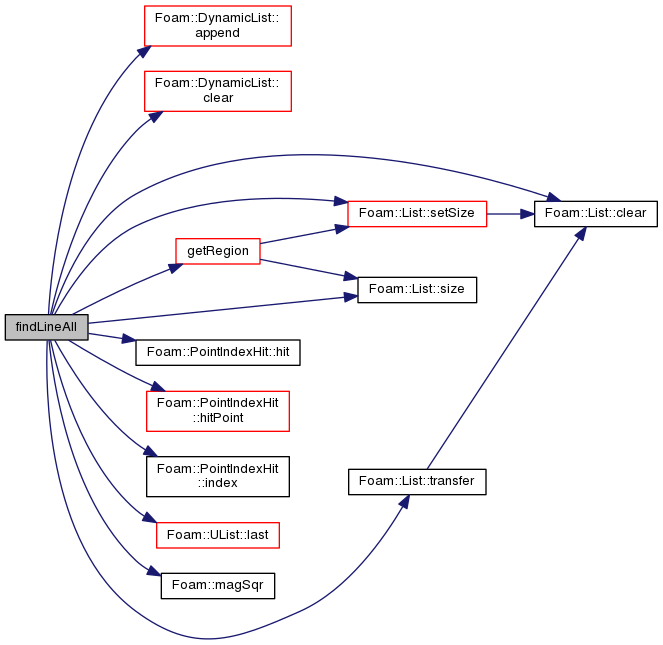 Foam::DynamicList::
append
Foam::DynamicList::
clear
Foam::List::setSize
Foam::List::clear
getRegion
Foam::List::size
findLineAll
Foam::PointIndexHit::hit
Foam::PointIndexHit
::hitPoint
Foam::PointIndexHit
::index
Foam::List::transfer
Foam::UList::last
Foam::magSqr